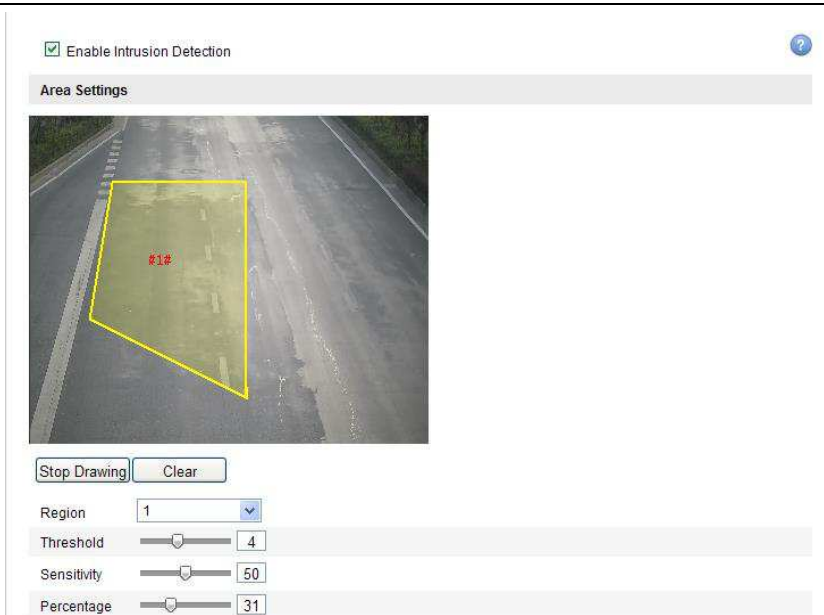 Enable Intrusion Detection
?
Area Settings
#1#
Stop Drawing Clear
Region 1
Threshold 4
Sensitivity 50
Percentage 31